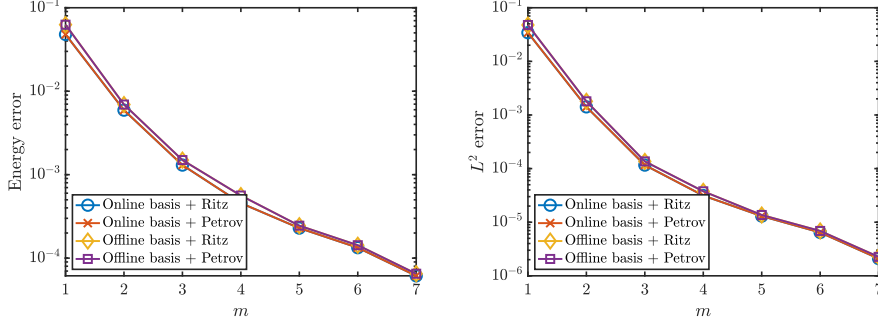 10^{-1}
10^{-2}
10^{-3}
10^{-4}
Energy error
Online basis + Ritz
Online basis + Petrov
Offline basis + Ritz
Offline basis + Petrov
1 2 3 4 5 6 7
m
10^{-1}
10^{-2}
10^{-3}
10^{-4}
10^{-5}
10^{-6}
L^2 error
Online basis + Ritz
Online basis + Petrov
Offline basis + Ritz
Offline basis + Petrov
1 2 3 4 5 6 7
m